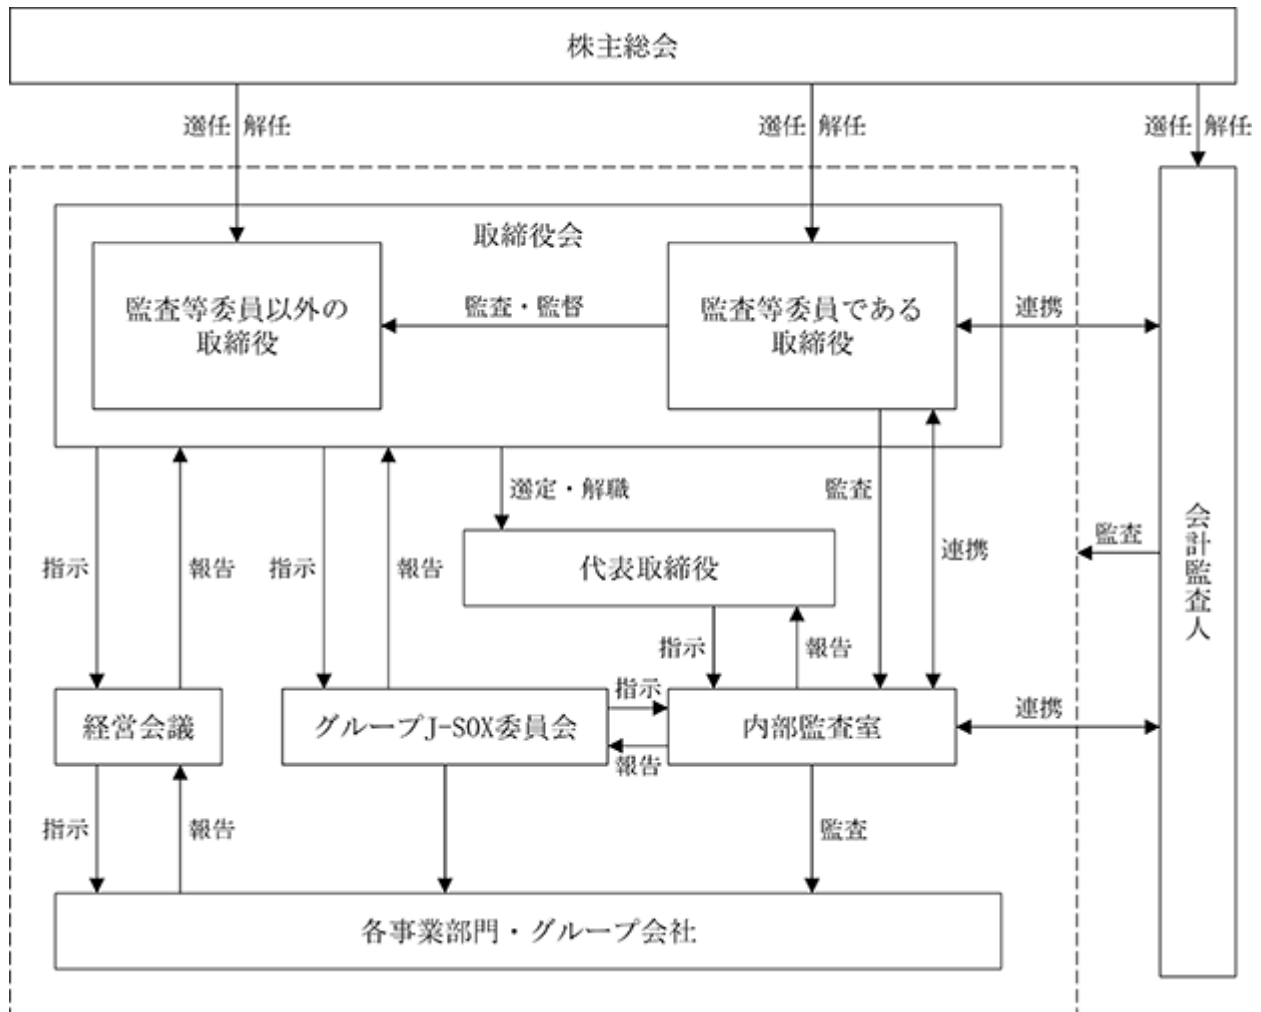 株主総会
選任 解任
選任 解任
選任 解任
取締役会
監査等委員以外の
取締役
監査・監督
監査等委員である
取締役
連携
選定・解職
監査
指示
報告
指示
報告
代表取締役
連携
監査
会計監査人
指示
報告
経営会議
グループJ-SOX委員会
指示
報告
内部監査室
連携
指示
報告
監査
各事業部門・グループ会社